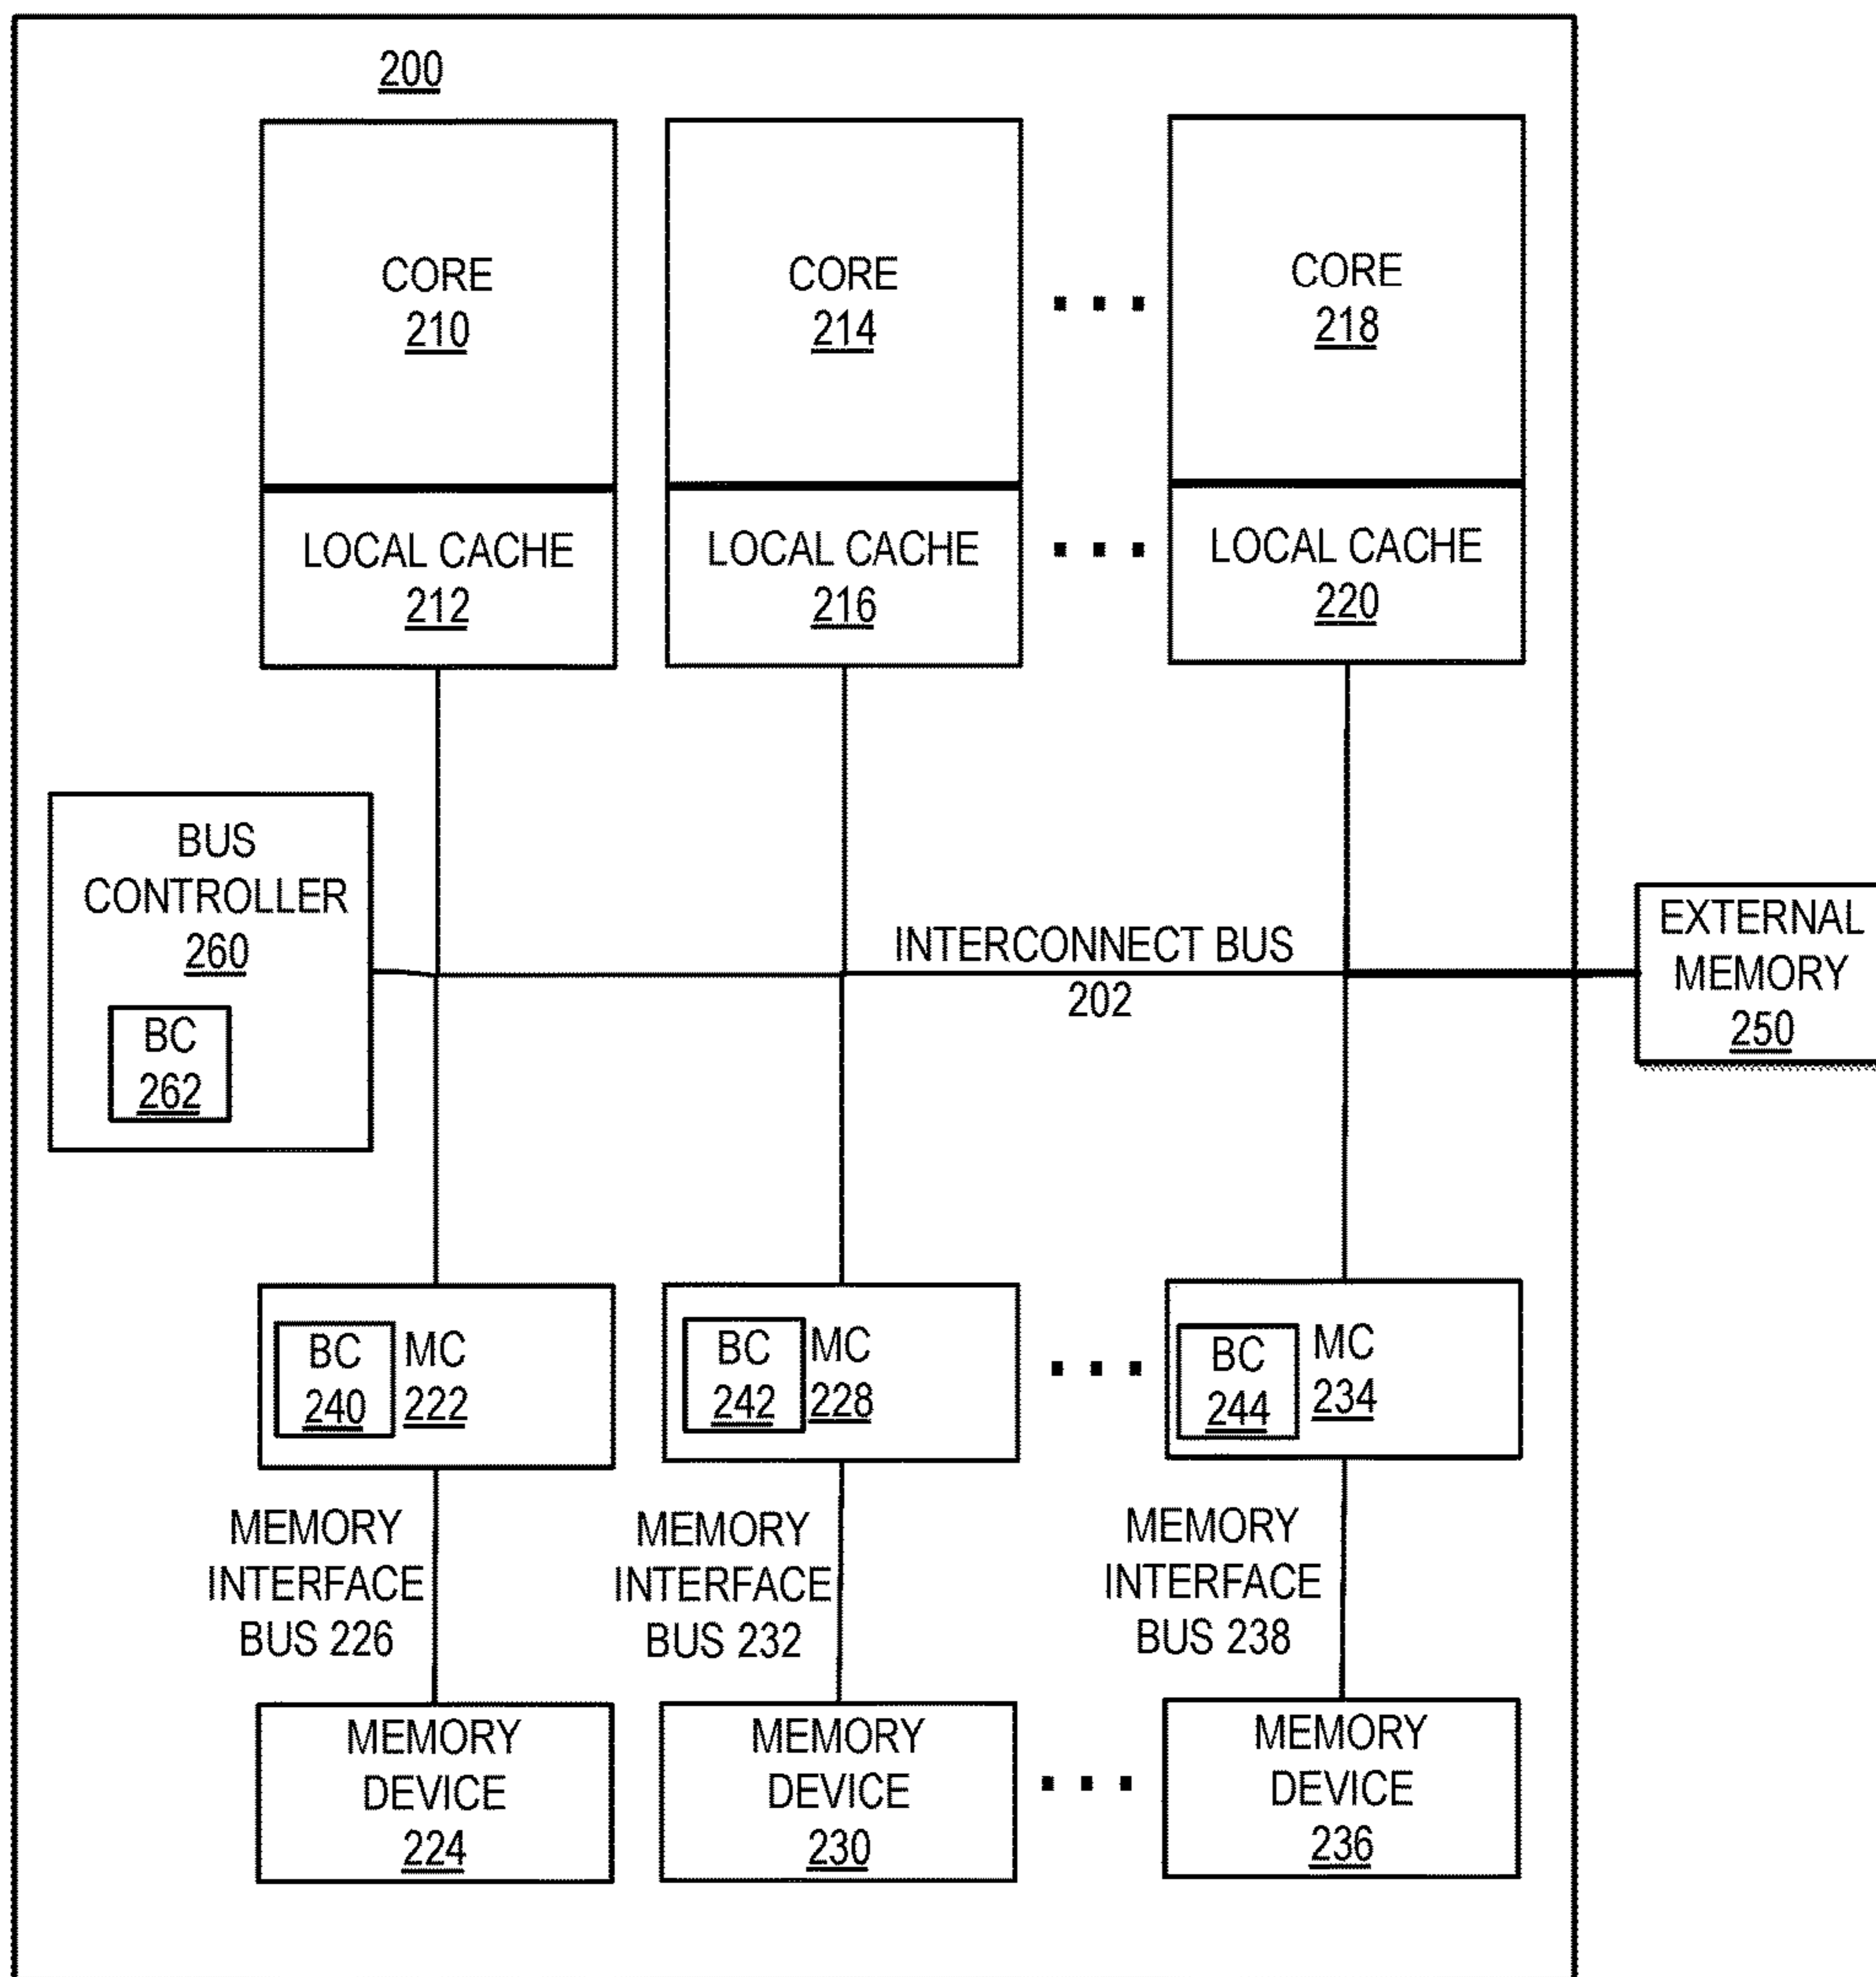 200
CORE
210
CORE
214
CORE
218
LOCAL CACHE
212
LOCAL CACHE
216
LOCAL CACHE
220
BUS
CONTROLLER
260
BC
262
INTERCONNECT BUS
202
EXTERNAL
MEMORY
250
BC
240
MC
222
BC
242
MC
228
BC
244
MC
234
MEMORY
INTERFACE
BUS 226
MEMORY
INTERFACE
BUS 232
MEMORY
INTERFACE
BUS 238
MEMORY
DEVICE
224
MEMORY
DEVICE
230
MEMORY
DEVICE
236